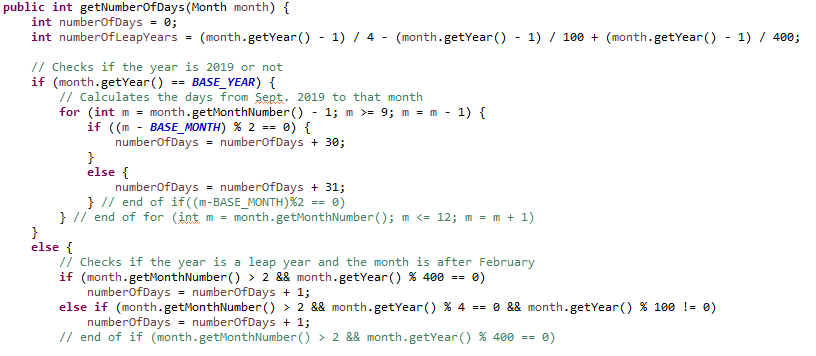 public int getNumberOfDays(Month month) {
int numberOfDays = 0;
int numberOfLeapYears = (month.getYear() - 1) / 4 - (month.getYear() - 1) / 100 + (month.getYear() - 1) / 400;
// Checks if the year is 2019 or not
if (month.getYear() == BASE_YEAR) {
// Calculates the days from Sept. 2019 to that month
for (int m = month.getMonthNumber() - 1; m >= 9; m = m - 1) {
if ((m - BASE_MONTH) % 2 == 0) {
numberOfDays = numberOfDays + 30;
}
else {
numberOfDays = numberOfDays + 31;
} // end of if((m-BASE_MONTH)%2 == 0)
} // end of for (int m = month.getMonthNumber(); m <= 12; m = m + 1)
}
else {
// Checks if the year is a leap year and the month is after February
if (month.getMonthNumber() > 2 && month.getYear() % 400 == 0)
numberOfDays = numberOfDays + 1;
else if (month.getMonthNumber() > 2 && month.getYear() % 4 == 0 && month.getYear() % 100 != 0)
numberOfDays = numberOfDays + 1;
// end of if (month.getMonthNumber() > 2 && month.getYear() % 400 == 0)